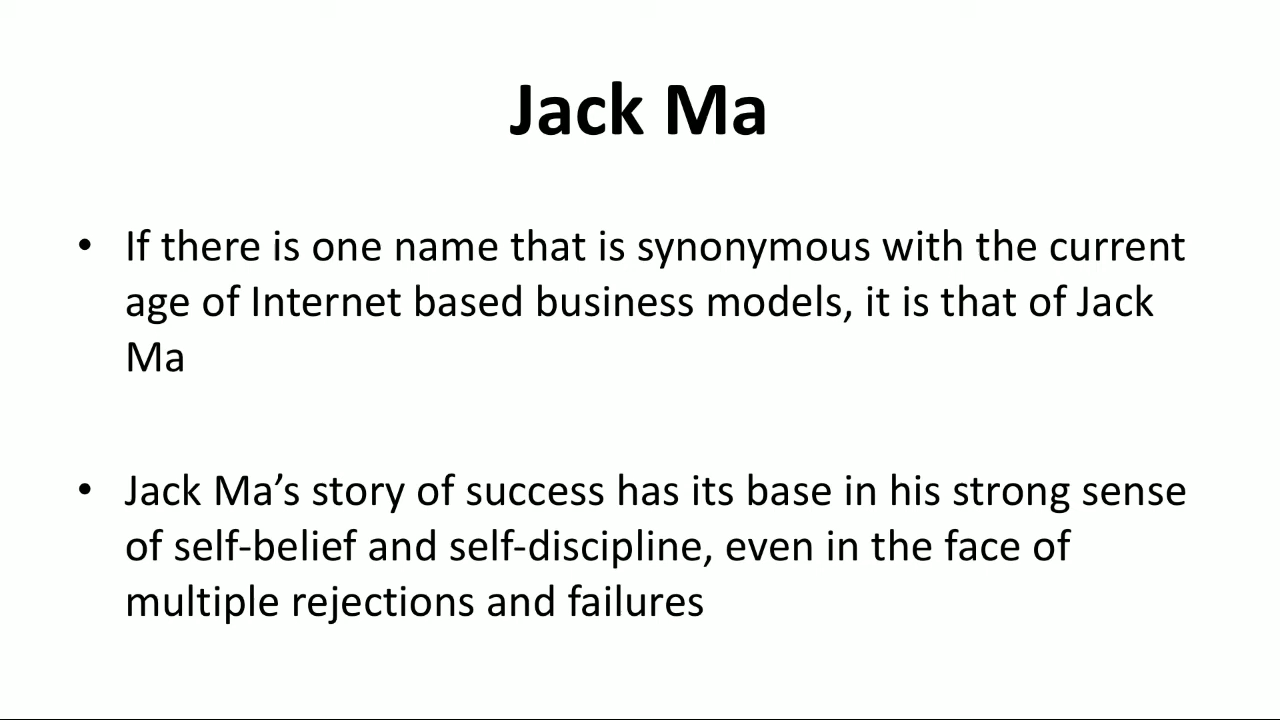 Jack Ma
• If there is one name that is synonymous with the current
age of Internet based business models, it is that of Jack
Ma
• Jack Ma’s story of success has its base in his strong sense
of self-belief and self-discipline, even in the face of
multiple rejections and failures